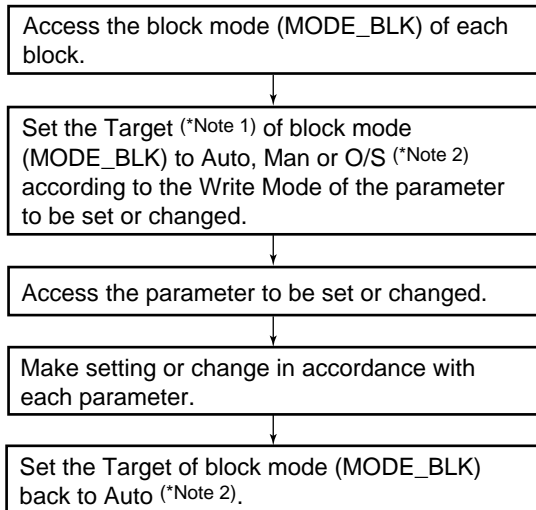 Access the block mode (MODE_BLK) of each
block.
Set the Target (*Note 1) of block mode
(MODE_BLK) to Auto, Man or O/S (*Note 2)
according to the Write Mode of the parameter
to be set or changed.
Access the parameter to be set or changed.
Make setting or change in accordance with
each parameter.
Set the Target of block mode (MODE_BLK)
back to Auto (*Note 2).